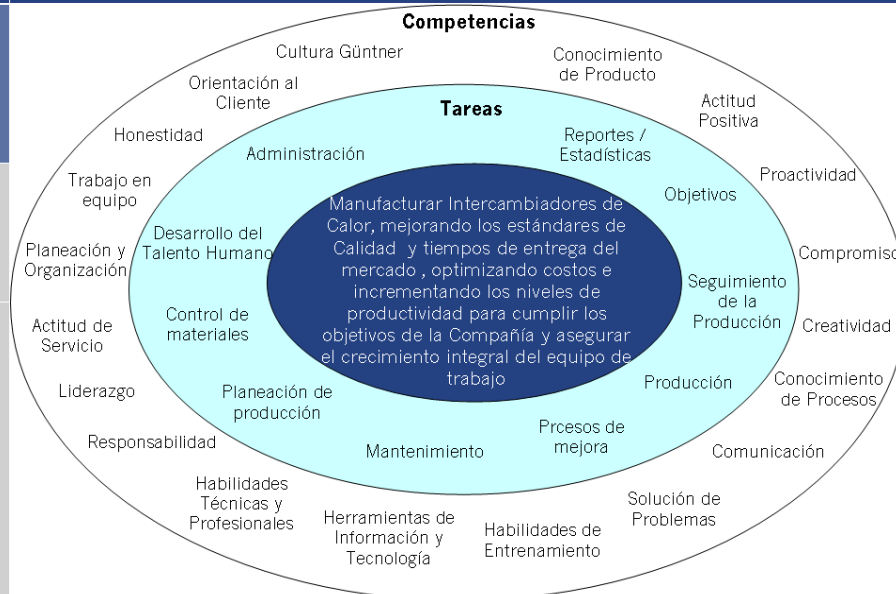 Competencias
Cultura Güntner
Conocimiento
de Producto
Orientación al
Cliente
Actitud
Positiva
Honestidad
Proactividad
Trabajo en
equipo
Compromiso
Planeación y
Organización
Creatividad
Actitud de
Servicio
Conocimiento
de Procesos
Liderazgo
Comunicación
Responsabilidad
Solución de
Problemas
Habilidades
Técnicas y
Profesionales
Herramientas de
Información y
Tecnología
Habilidades de
Entrenamiento
Tareas
Administración
Reportes /
Estadísticas
Objetivos
Desarrollo del
Talento Humano
Seguimiento
de la
Producción
Control de
materiales
Producción
Planeación de
producción
Prcesos de
mejora
Mantenimiento
Manufacturar Intercambiadores de
Calor, mejorando los estándares de
Calidad y tiempos de entrega del
mercado , optimizando costos e
incrementando los niveles de
productividad para cumplir los
objetivos de la Compañía y asegurar
el crecimiento integral del equipo de
trabajo